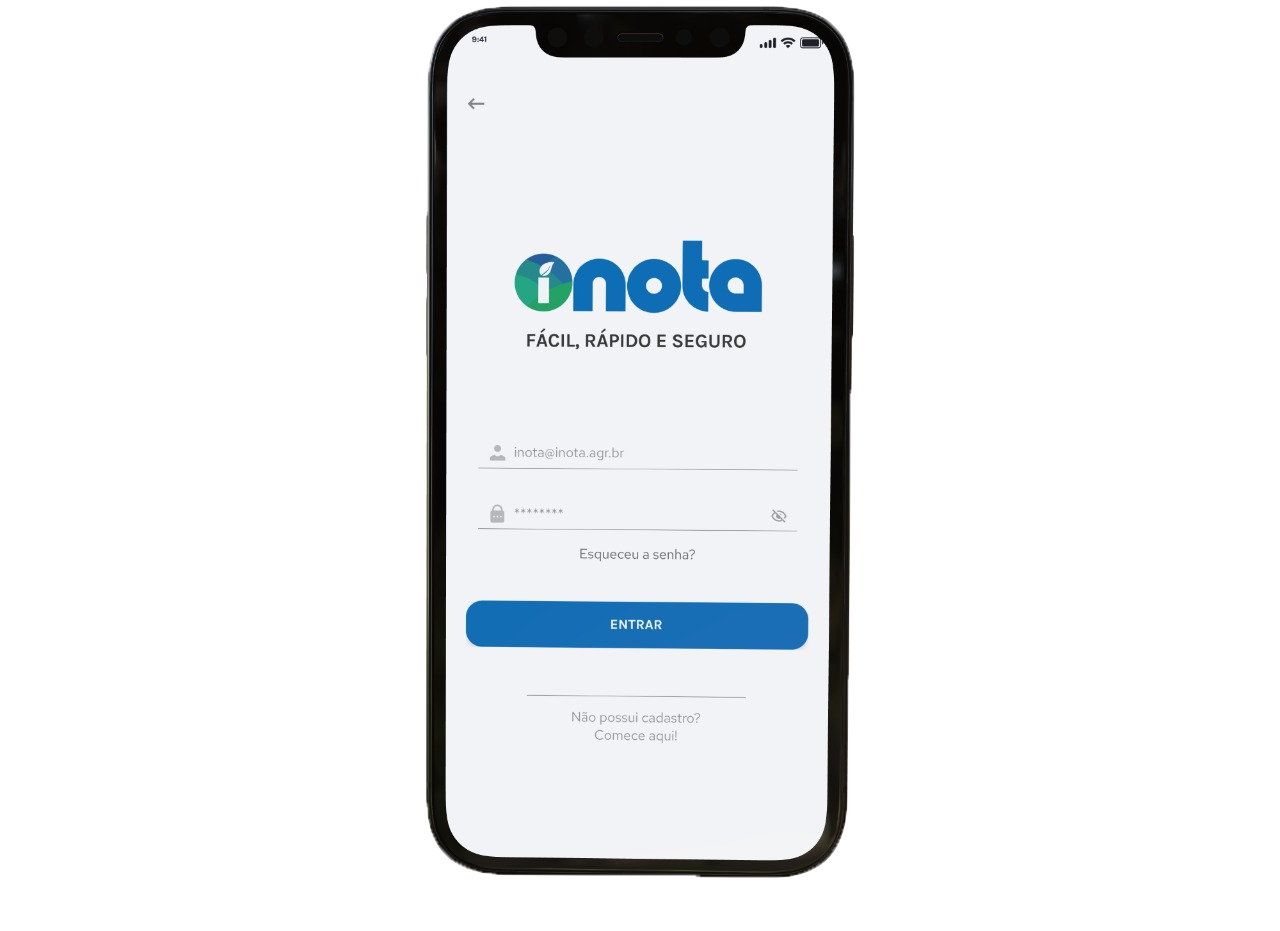 9:41
inota
FÁCIL, RÁPIDO E SEGURO
inota@inota.agr.br
********
Esqueceu a senha?
ENTRAR
Não possui cadastro?
Comece aqui!